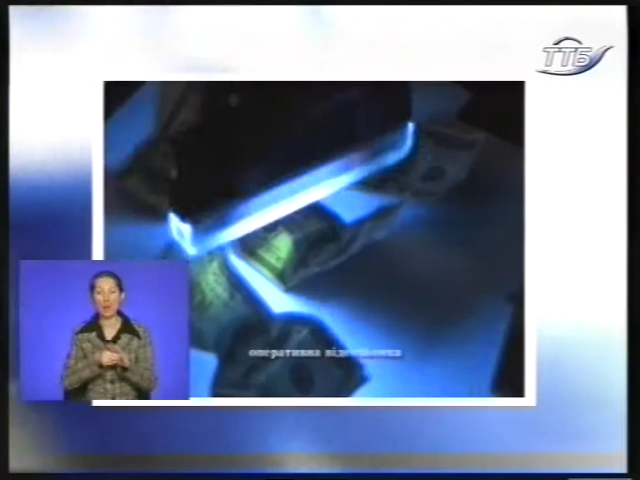 ТТБ
оперативна відеозйомка